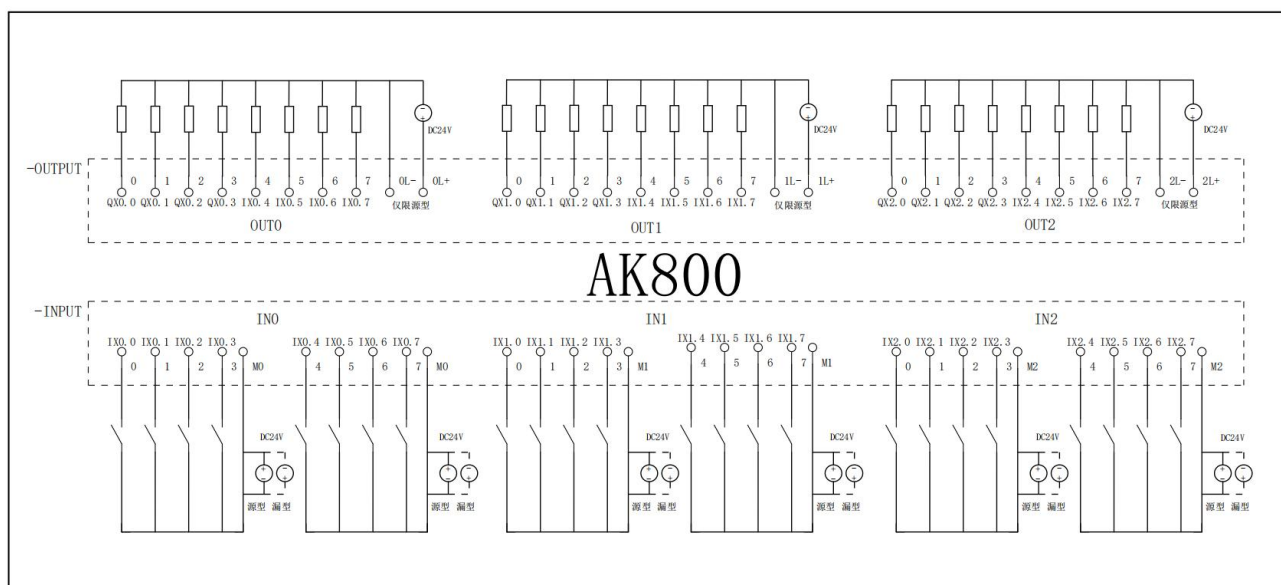 DC24V DC24V DC24V
-OUTPUT
0 1 2 3 4 5 6 7 0L- 0L+ 0 1 2 3 4 5 6 7 1L- 1L+ 0 1 2 3 4 5 6 7 2L- 2L+
QX0.0 QX0.1 QX0.2 QX0.3 IX0.4 IX0.5 IX0.6 IX0.7 仅限源型 QX1.0 QX1.1 QX1.2 QX1.3 IX1.4 IX1.5 IX1.6 IX1.7 仅限源型 QX2.0 QX2.1 QX2.2 QX2.3 IX2.4 IX2.5 IX2.6 IX2.7 仅限源型
OUT0 OUT1 OUT2
AK800
-INPUT
IN0 IN1 IN2
IX0.0 IX0.1 IX0.2 IX0.3 IX0.4 IX0.5 IX0.6 IX0.7 IX1.0 IX1.1 IX1.2 IX1.3 IX1.4 IX1.5 IX1.6 IX1.7 IX2.0 IX2.1 IX2.2 IX2.3 IX2.4 IX2.5 IX2.6 IX2.7
0 1 2 3 M0 4 5 6 7 M0 0 1 2 3 M1 4 5 6 7 M1 0 1 2 3 M2 4 5 6 7 M2
DC24V DC24V DC24V DC24V DC24V DC24V
源型 漏型 源型 漏型 源型 漏型 源型 漏型 源型 漏型 源型 漏型